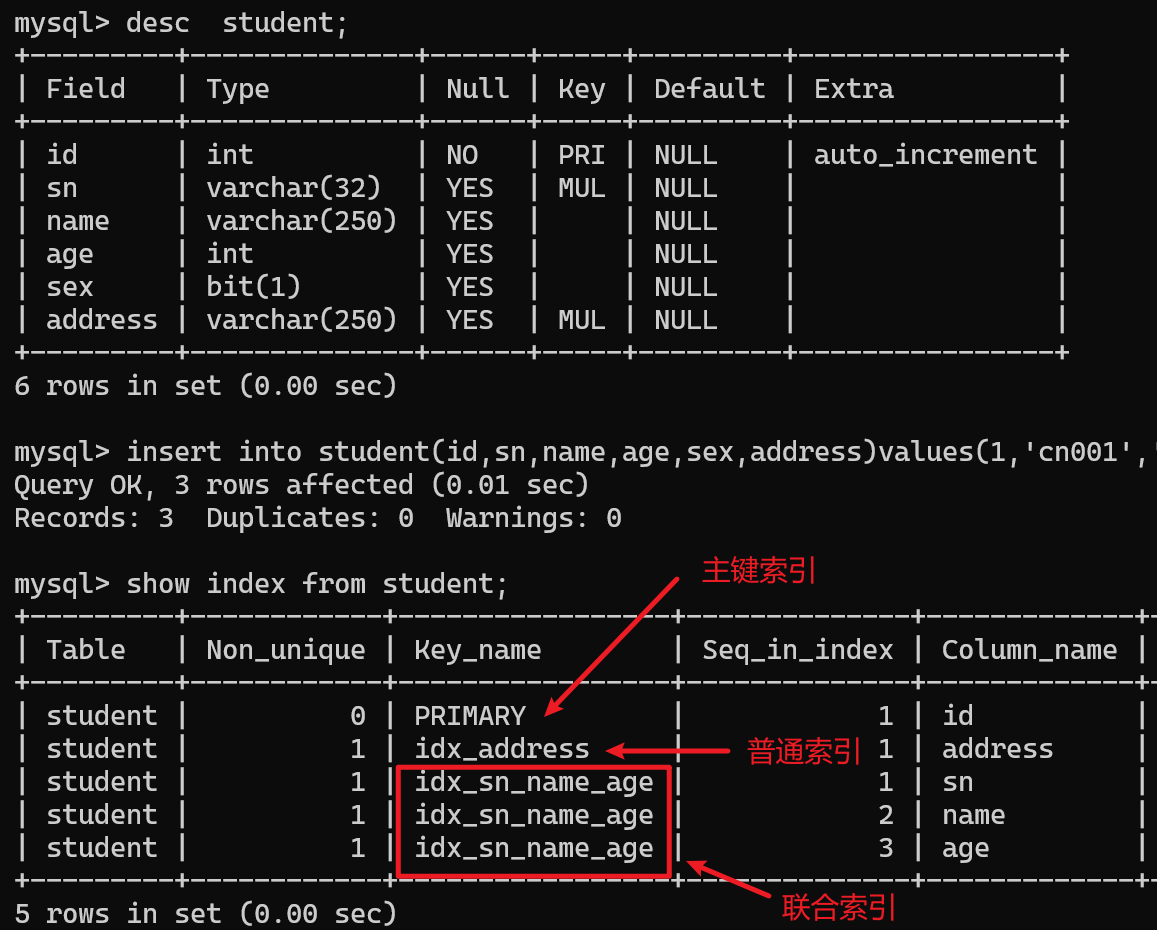 mysql> desc  student;
+---------+--------------+------+-----+---------+----------------+
| Field   | Type         | Null | Key | Default | Extra          |
+---------+--------------+------+-----+---------+----------------+
| id      | int          | NO   | PRI | NULL    | auto_increment |
| sn      | varchar(32)  | YES  | MUL | NULL    |                |
| name    | varchar(250) | YES  |     | NULL    |                |
| age     | int          | YES  |     | NULL    |                |
| sex     | bit(1)       | YES  |     | NULL    |                |
| address | varchar(250) | YES  | MUL | NULL    |                |
+---------+--------------+------+-----+---------+----------------+
6 rows in set (0.00 sec)
mysql> insert into student(id,sn,name,age,sex,address)values(1,'cn001','
Query OK, 3 rows affected (0.01 sec)
Records: 3  Duplicates: 0  Warnings: 0
主键索引
mysql> show index from student;
+---------+------------+-----------------+--------------+-------------+
| Table   | Non_unique | Key_name        | Seq_in_index | Column_name |
+---------+------------+-----------------+--------------+-------------+
| student |          0 | PRIMARY         |            1 | id          |
| student |          1 | idx_address     | 普通索引 1 | address     |
| student |          1 | idx_sn_name_age |            1 | sn          |
| student |          1 | idx_sn_name_age |            2 | name        |
| student |          1 | idx_sn_name_age |            3 | age         |
+---------+------------+-----------------+--------------+-------------+
联合索引
5 rows in set (0.00 sec)